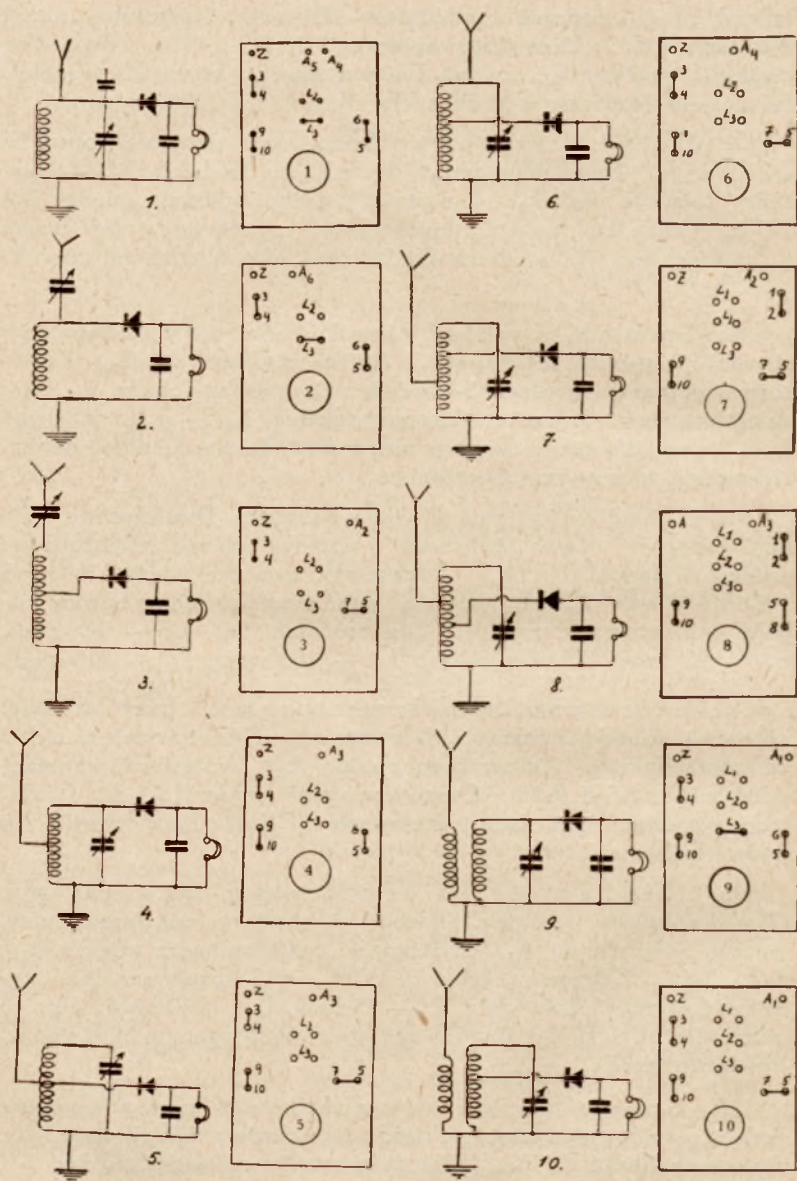 Z A5 A4
3
4 L2
9 L3 6
10 5
1
1.
Z A6
3
4 L2
L3 6
5
2
2.
Z A2
3
4 L2
L3 7 5
3
3.
Z A3
3
4 L2
9 L3 6
10 5
4
4.
Z A3
3
4 L2
9 L3
10 7 5
5
5.
Z A4
3
4 L2
L3
10 7 5
6
6.
Z A2
L1 1
L1 2
9 L3
10 7 5
7
7.
A A3
L1 1
L2 2
9 L3 5
10 8
8
8.
Z A1
3 L1
4 L2
9 L3 6
10 5
9
9.
Z A1
3 L1
4 L2
9 L3
10 7 5
10
10.